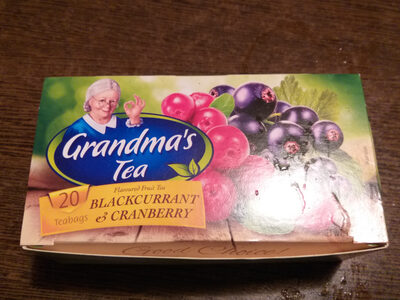 Grandma's
Tea
Flavoured Fruit Tea
20
Teabags
BLACKCURRANT
& CRANBERRY
Good Choice!